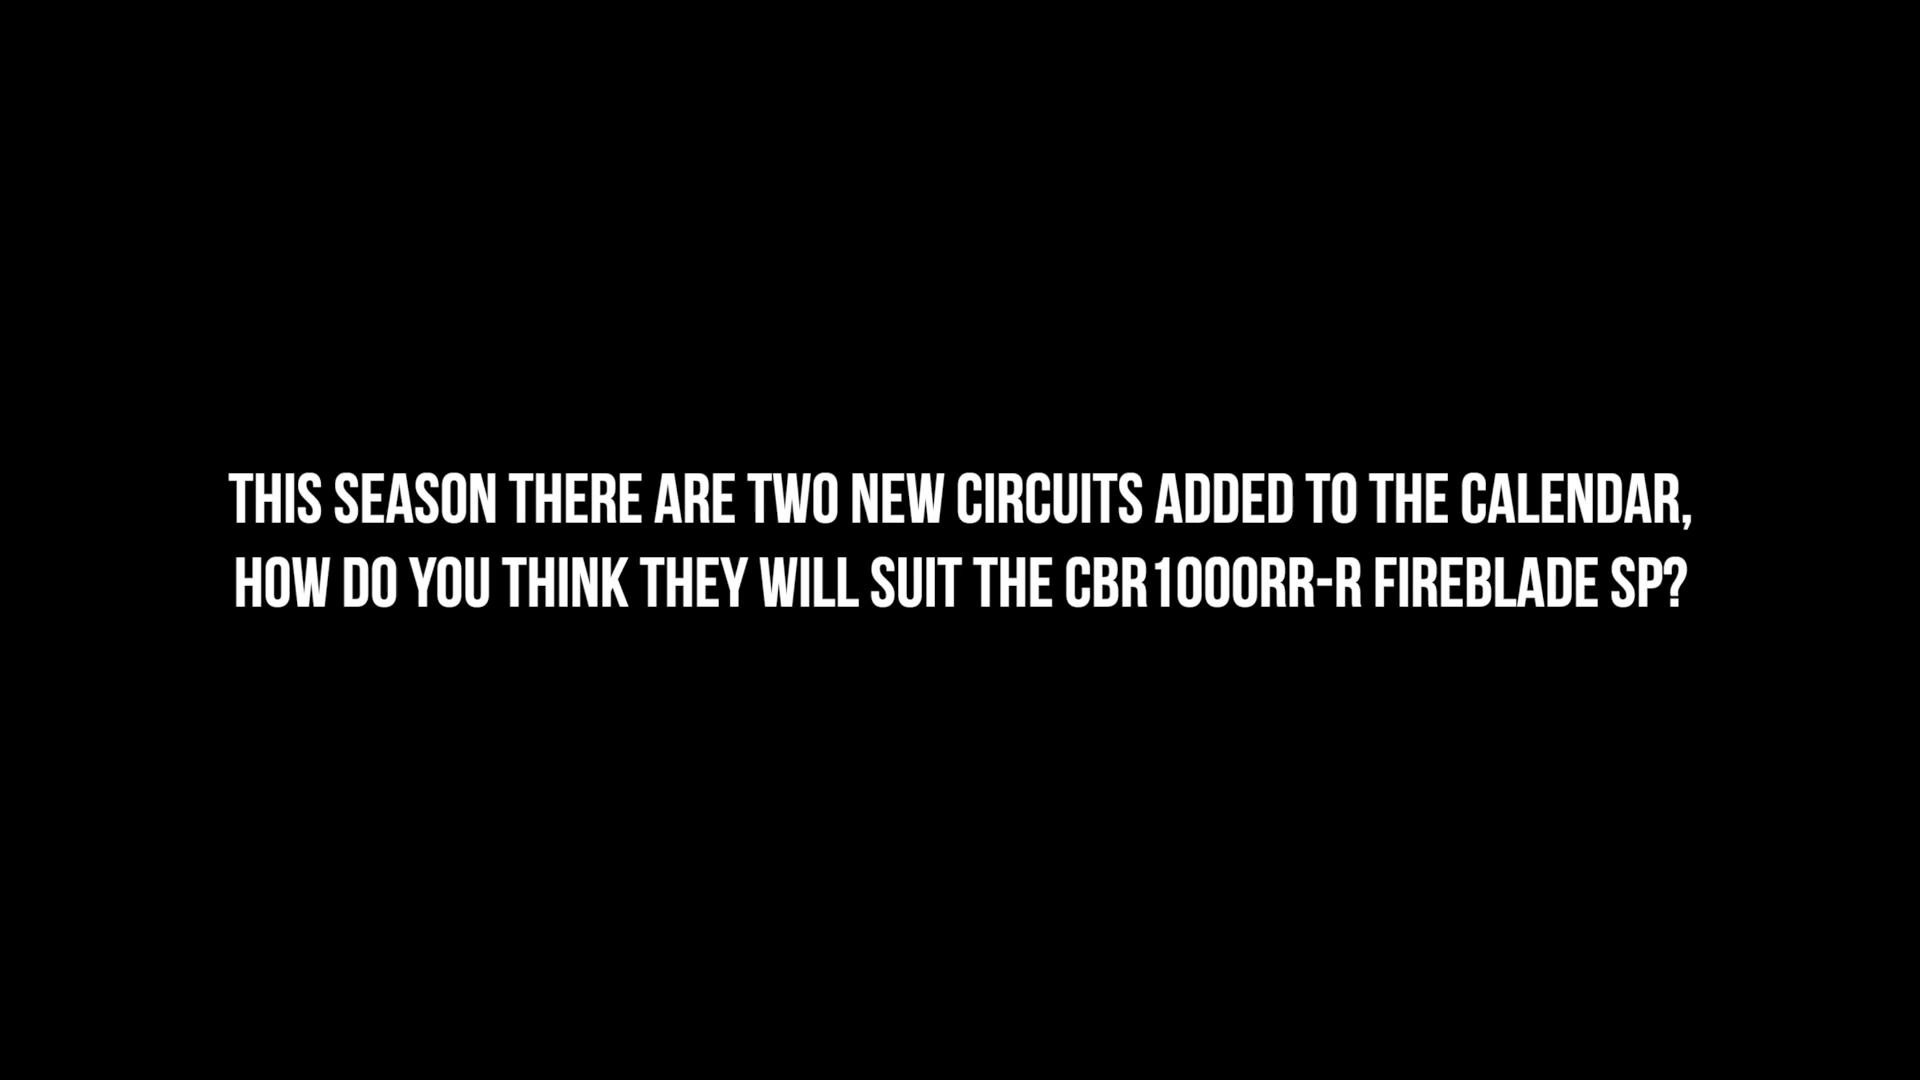 THIS SEASON THERE ARE TWO NEW CIRCUITS ADDED TO THE CALENDAR,
HOW DO YOU THINK THEY WILL SUIT THE CBR1000RR-R FIREBLADE SP?